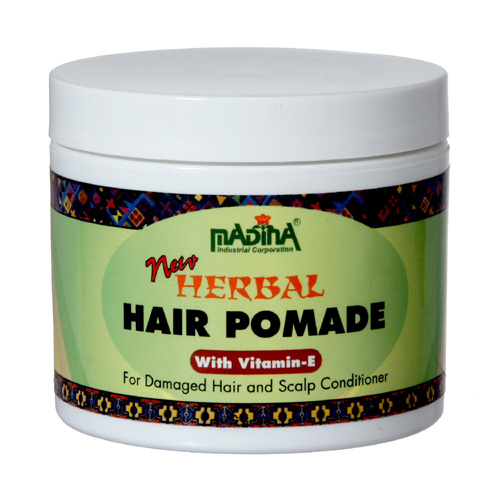 MADINA®
Industrial Corporation
New
HERBAL
HAIR POMADE
With Vitamin-E
For Damaged Hair and Scalp Conditioner